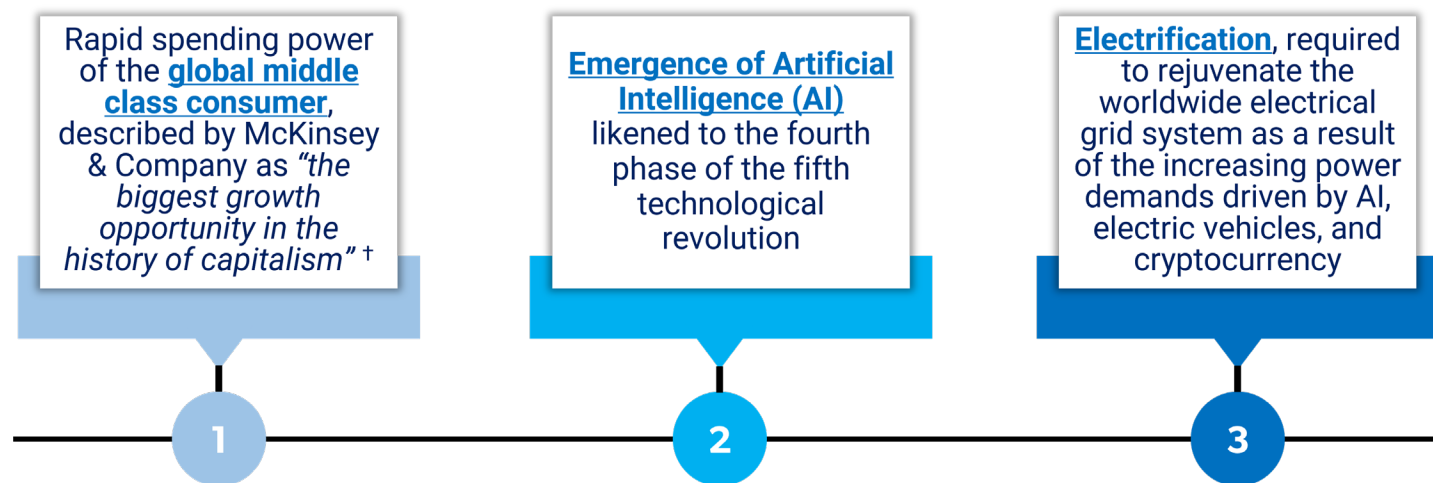 Rapid spending power
of the global middle
class consumer,
described by McKinsey
& Company as “the
biggest growth
opportunity in the
history of capitalism” †
1
Emergence of Artificial
Intelligence (AI)
likened to the fourth
phase of the fifth
technological
revolution
2
Electrification, required
to rejuvenate the
worldwide electrical
grid system as a result
of the increasing power
demands driven by AI,
electric vehicles, and
cryptocurrency
3